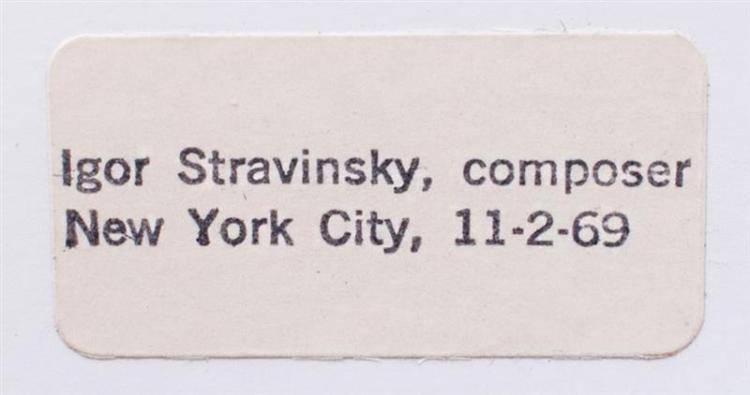 Igor Stravinsky, composer
New York City, 11-2-69